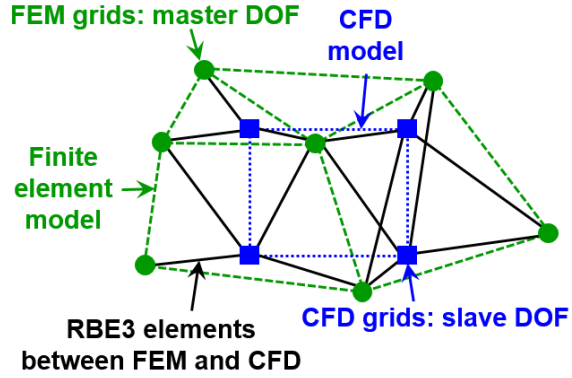 FEM grids: master DOF
CFD
model
Finite
element
model
RBE3 elements
between FEM and CFD
CFD grids: slave DOF